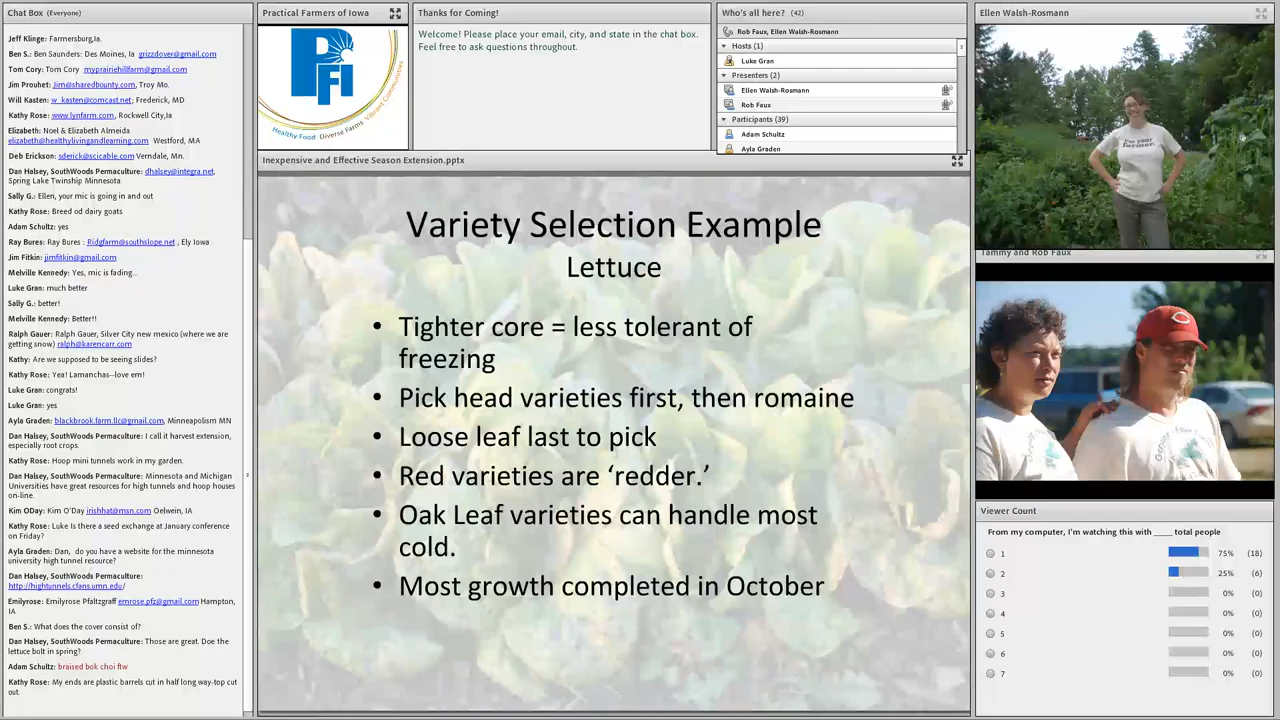 Chat Box (Everyone)
Jeff Klinge: Farmersburg,Ia.
Ben S.: Ben Saunders: Des Moines, Ia grizzdover@gmail.com
Tom Cory: Tom Cory myprairiehillfarm@gmail.com
Jim Prouhet: Jim@sharedbounty.com, Troy Mo.
Will Kasten: w_kasten@comcast.net; Frederick, MD
Kathy Rose: www.lynfarm.com, Rockwell City,Ia
Elizabeth: Noel & Elizabeth Almeida
elizabeth@healthylivingandlearning.com Westford, MA
Deb Erickson: sderick@scicable.com Verndale, Mn.
Dan Halsey, SouthWoods Permaculture: dhalsey@integra.net,
Spring Lake Twinship Minnesota
Sally G.: Ellen, your mic is going in and out
Kathy Rose: Breed od dairy goats
Adam Schultz: yes
Ray Bures: Ray Bures : Ridgfarm@southslope.net , Ely Iowa
Jim Fitkin: jimfitkin@gmail.com
Melville Kennedy: Yes, mic is fading...
Luke Gran: much better
Sally G.: better!
Melville Kennedy: Better!!
Ralph Gauer: Ralph Gauer, Silver City new mexico (where we are
getting snow) ralph@karencarr.com
Kathy: Are we supposed to be seeing slides?
Kathy Rose: Yea! Lamanchas--love em!
Luke Gran: congrats!
Luke Gran: yes
Ayla Graden: blackbrook.farm.llc@gmail.com, Minneapolism MN
Dan Halsey, SouthWoods Permaculture: I call it harvest extension,
especially root crops.
Kathy Rose: Hoop mini tunnels work in my garden.
Dan Halsey, SouthWoods Permaculture: Minnesota and Michigan
Universities have great resources for high tunnels and hoop houses
on-line.
Kim ODay: Kim O'Day irishhat@msn.com Oelwein, IA
Kathy Rose: Luke Is there a seed exchange at January conference
on Friday?
Ayla Graden: Dan, do you have a website for the minnesota
university high tunnel resource?
Dan Halsey, SouthWoods Permaculture:
http://hightunnels.cfans.umn.edu/
Emilyrose: Emilyrose Pfaltzgraff emrose.pfz@gmail.com Hampton,
IA
Ben S.: What does the cover consist of?
Dan Halsey, SouthWoods Permaculture: Those are great. Doe the
lettuce bolt in spring?
Adam Schultz: braised bok choi ftw
Kathy Rose: My ends are plastic barrels cut in half long way-top cut
out.
Practical Farmers of Iowa
PFi
Healthy Food Diverse Farms Vibrant Communities
Thanks for Coming!
Welcome! Please place your email, city, and state in the chat box.
Feel free to ask questions throughout.
Who's all here? (42)
Rob Faux, Ellen Walsh-Rosmann
Hosts (1)
Luke Gran
Presenters (2)
Ellen Walsh-Rosmann
Rob Faux
Participants (39)
Adam Schultz
Ayla Graden
Inexpensive and Effective Season Extension.pptx
Variety Selection Example
Lettuce
• Tighter core = less tolerant of
freezing
• Pick head varieties first, then romaine
• Loose leaf last to pick
• Red varieties are ‘redder.’
• Oak Leaf varieties can handle most
cold.
• Most growth completed in October
Ellen Walsh-Rosmann
I'm your
farmer.
Tammy and Rob Faux
Viewer Count
From my computer, I'm watching this with ____ total people
1 75% (18)
2 25% (6)
3 0% (0)
4 0% (0)
5 0% (0)
6 0% (0)
7 0% (0)